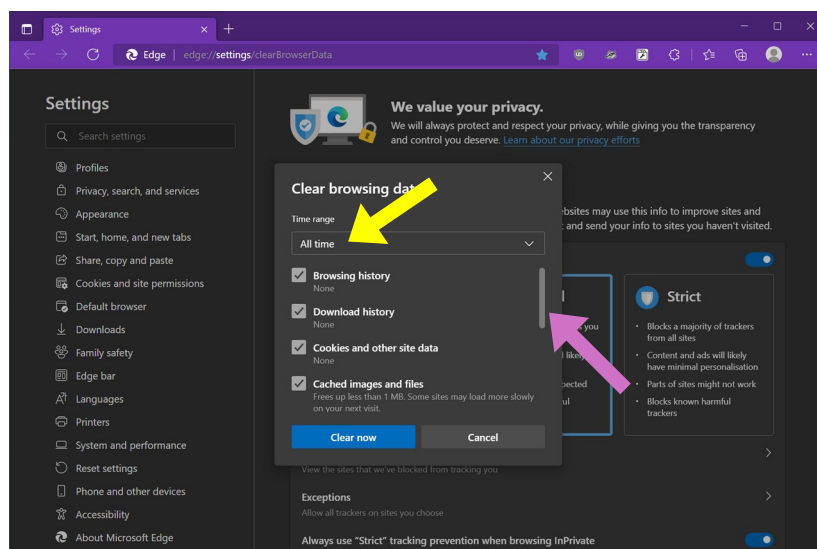 Settings
Edge | edge://settings/clearBrowserData
Settings
Search settings
Profiles
Privacy, search, and services
Appearance
Start, home, and new tabs
Share, copy and paste
Cookies and site permissions
Default browser
Downloads
Family safety
Edge bar
Languages
Printers
System and performance
Reset settings
Phone and other devices
Accessibility
About Microsoft Edge
We value your privacy.
We will always protect and respect your privacy, while giving you the transparency
and control you deserve. Learn about our privacy efforts
Clear browsing
Time range
All time
Browsing history
None
Download history
None
Cookies and other site data
None
Cached images and files
Frees up less than 1 MB. Some sites may load more slowly
on your next visit.
Clear now
Cancel
may use this info to improve sites and
and send your info to sites you haven't visited.
you
Strict
Blocks a majority of trackers
from all sites
Content and ads will likely
have minimal personalisation
Parts of sites might not work
Blocks known harmful
trackers
View the sites that we've blocked from tracking you
Exceptions
Allow all trackers on sites you choose
Always use "Strict" tracking prevention when browsing InPrivate